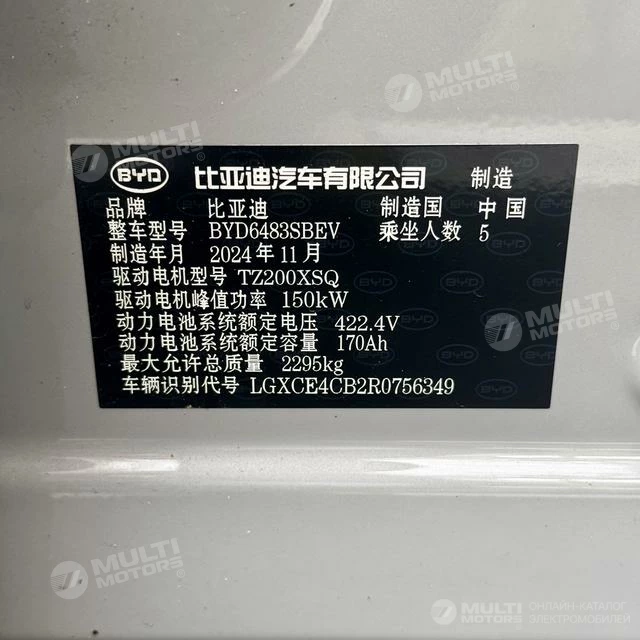 BYD 比亚迪汽车有限公司 制造
品牌 比亚迪 制造国 中国
整车型号 BYD6483SBEV 乘坐人数 5
制造年月 2024年11月
驱动电机型号 TZ200XSQ
驱动电机峰值功率 150kW
动力电池系统额定电压 422.4V
动力电池系统额定容量 170Ah
最大允许总质量 2295kg
车辆识别代号 LGXCE4CB2R0756349
MULTI MOTORS
MULTI MOTORS
MULTI MOTORS
MULTI MOTORS
MULTI MOTORS
ОНЛАЙН-КАТАЛОГ
ЭЛЕКТРОМОБИЛЕЙ